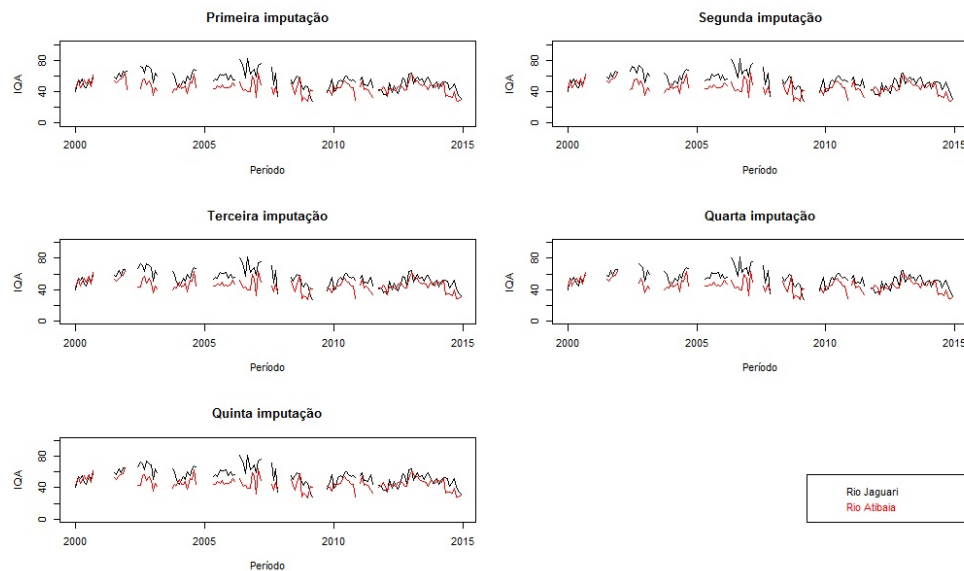 Primeira imputação
IQA
80
40
0
2000 2005 2010 2015
Período
Segunda imputação
IQA
80
40
0
2000 2005 2010 2015
Período
Terceira imputação
IQA
80
40
0
2000 2005 2010 2015
Período
Quarta imputação
IQA
80
40
0
2000 2005 2010 2015
Período
Quinta imputação
IQA
80
40
0
2000 2005 2010 2015
Período
Rio Jaguari
Rio Atibaia